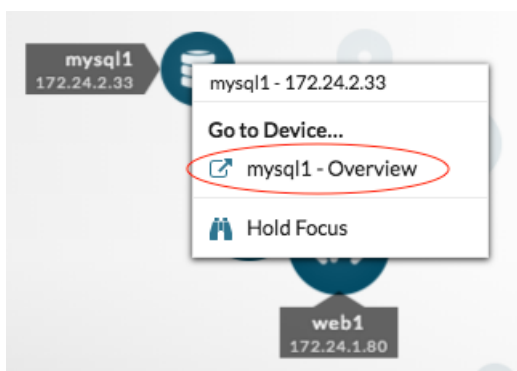 mysql1
172.24.2.33
mysql1 - 172.24.2.33
Go to Device...
mysql1 - Overview
Hold Focus
web1
172.24.1.80